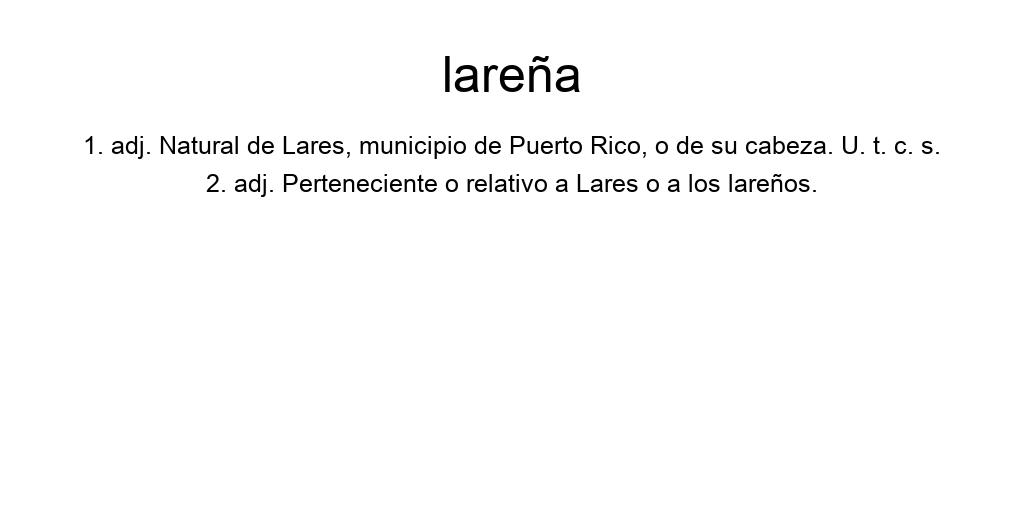 lareña
1. adj. Natural de Lares, municipio de Puerto Rico, o de su cabeza. U. t. c. s.
2. adj. Perteneciente o relativo a Lares o a los lareños.